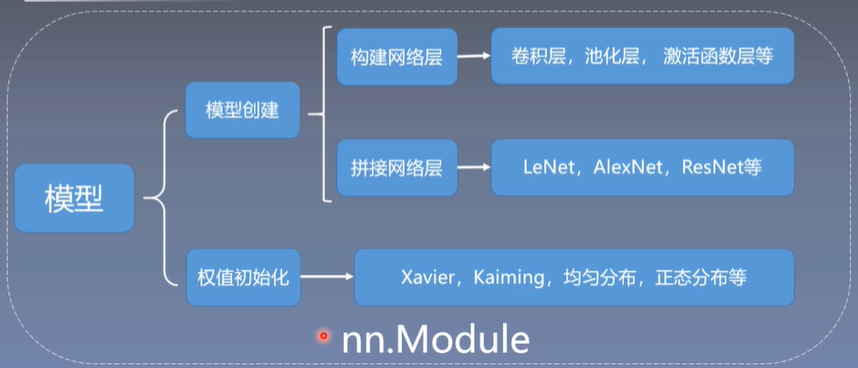 模型
模型创建
构建网络层
卷积层，池化层， 激活函数层等
拼接网络层
LeNet，AlexNet，ResNet等
权值初始化
Xavier，Kaiming，均匀分布，正态分布等
nn.Module